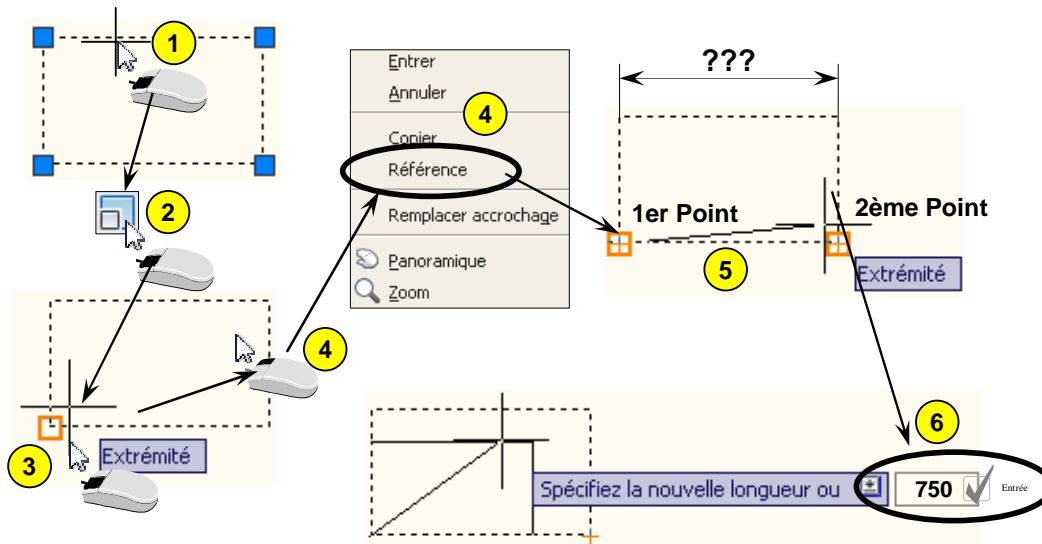 1
2
3
Extrémité
4
Entrer
Annuler
4
Copier
Référence
Remplacer accrochage
Panoramique
Zoom
???
1er Point
2ème Point
5
Extrémité
6
Spécifiez la nouvelle longueur ou
750
Entrée